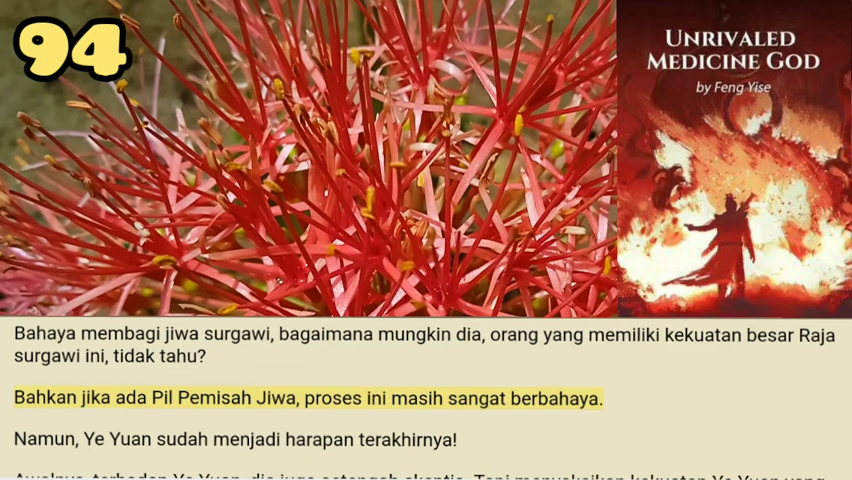 94
UNRIVALED
MEDICINE GOD
by Feng Yise
Bahaya membagi jiwa surgawi, bagaimana mungkin dia, orang yang memiliki kekuatan besar Raja
surgawi ini, tidak tahu?
Bahkan jika ada Pil Pemisah Jiwa, proses ini masih sangat berbahaya.
Namun, Ye Yuan sudah menjadi harapan terakhirnya!